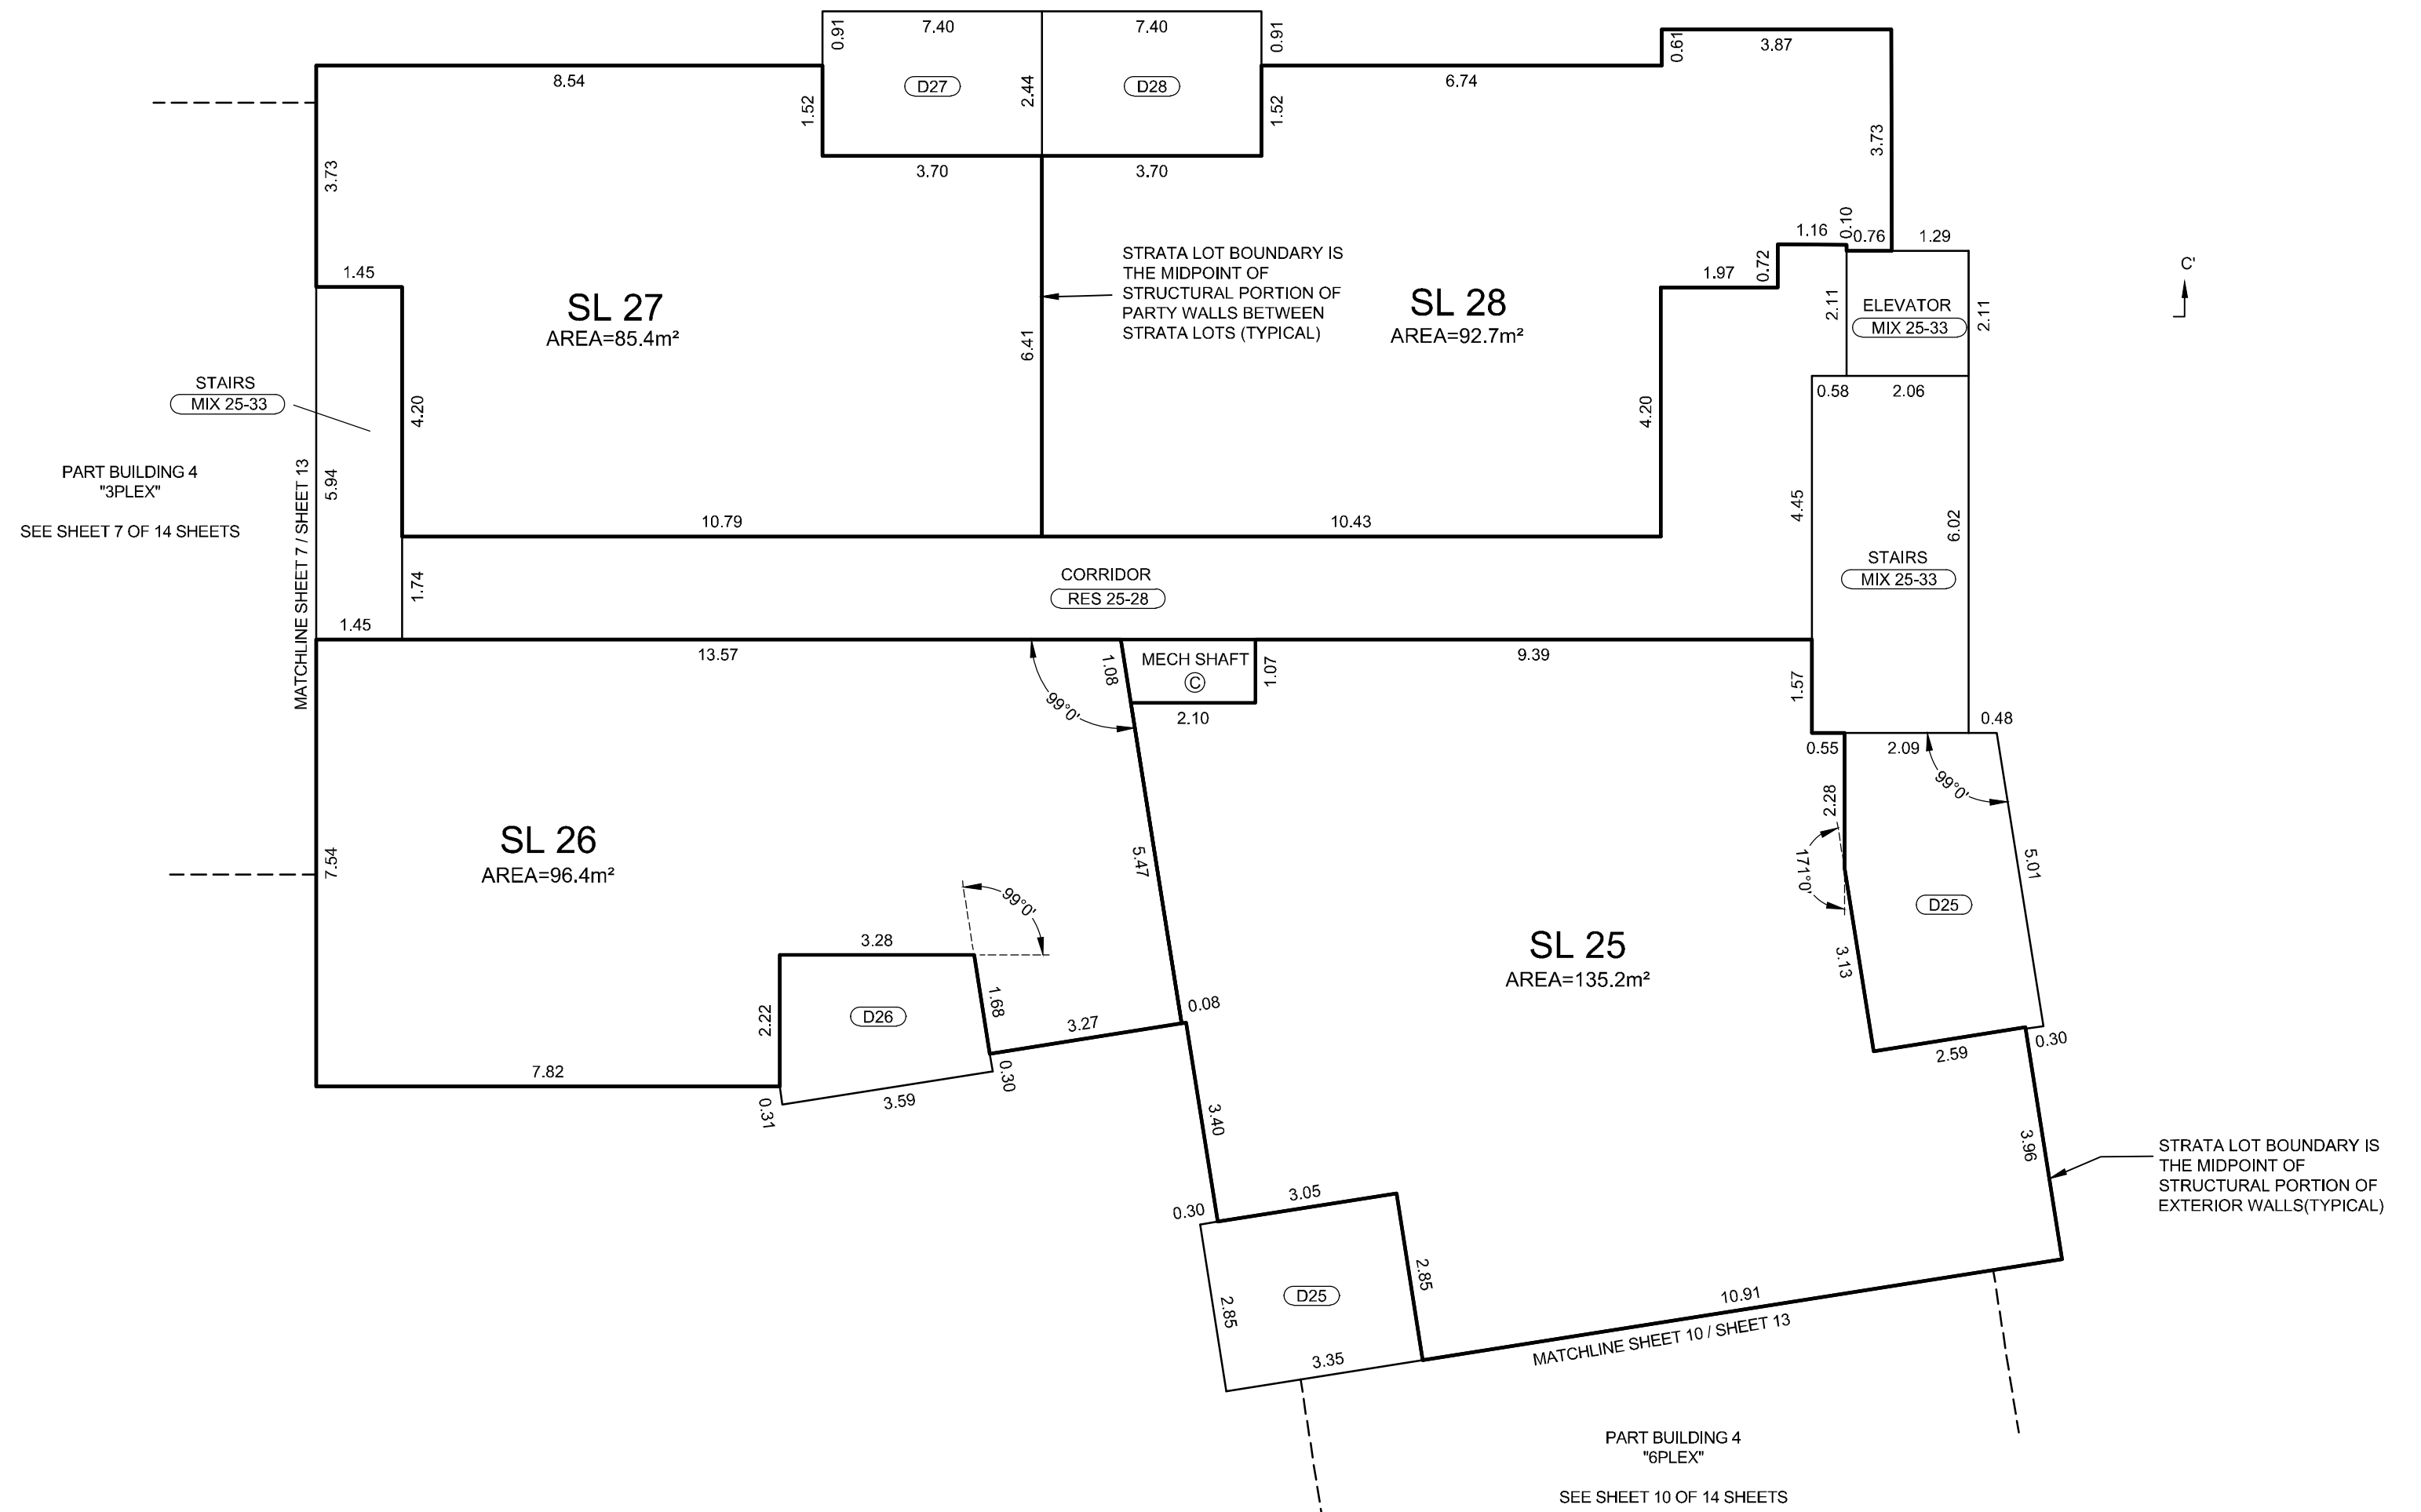 7.40
7.40
0.91
0.91
0.61
3.87
8.54
D27
2.44
D28
6.74
1.52
1.52
3.73
3.73
3.70
3.70
0.10
1.16
0.76
1.29
1.45
0.72
1.97
C'
STRATA LOT BOUNDARY IS
THE MIDPOINT OF
STRUCTURAL PORTION OF
PARTY WALLS BETWEEN
STRATA LOTS (TYPICAL)
SL 27
AREA=85.4m²
SL 28
AREA=92.7m²
6.41
2.11
ELEVATOR
MIX 25-33
2.11
STAIRS
MIX 25-33
4.20
4.20
0.58
2.06
PART BUILDING 4
"3PLEX"
SEE SHEET 7 OF 14 SHEETS
MATCHLINE SHEET 7 / SHEET 13
5.94
10.79
10.43
4.45
6.02
STAIRS
MIX 25-33
CORRIDOR
RES 25-28
1.74
1.45
13.57
1.08
MECH SHAFT
C
1.07
9.39
1.57
99°0'
2.10
0.55
2.09
0.48
99°0'
2.28
171°0'
5.01
SL 26
AREA=96.4m²
7.54
5.47
99°0'
3.28
D25
SL 25
AREA=135.2m²
3.13
2.22
D26
1.68
0.08
3.27
2.59
0.30
7.82
0.31
3.59
0.30
3.40
3.96
STRATA LOT BOUNDARY IS
THE MIDPOINT OF
STRUCTURAL PORTION OF
EXTERIOR WALLS(TYPICAL)
0.30
3.05
2.85
D25
2.85
3.35
10.91
MATCHLINE SHEET 10 / SHEET 13
PART BUILDING 4
"6PLEX"
SEE SHEET 10 OF 14 SHEETS